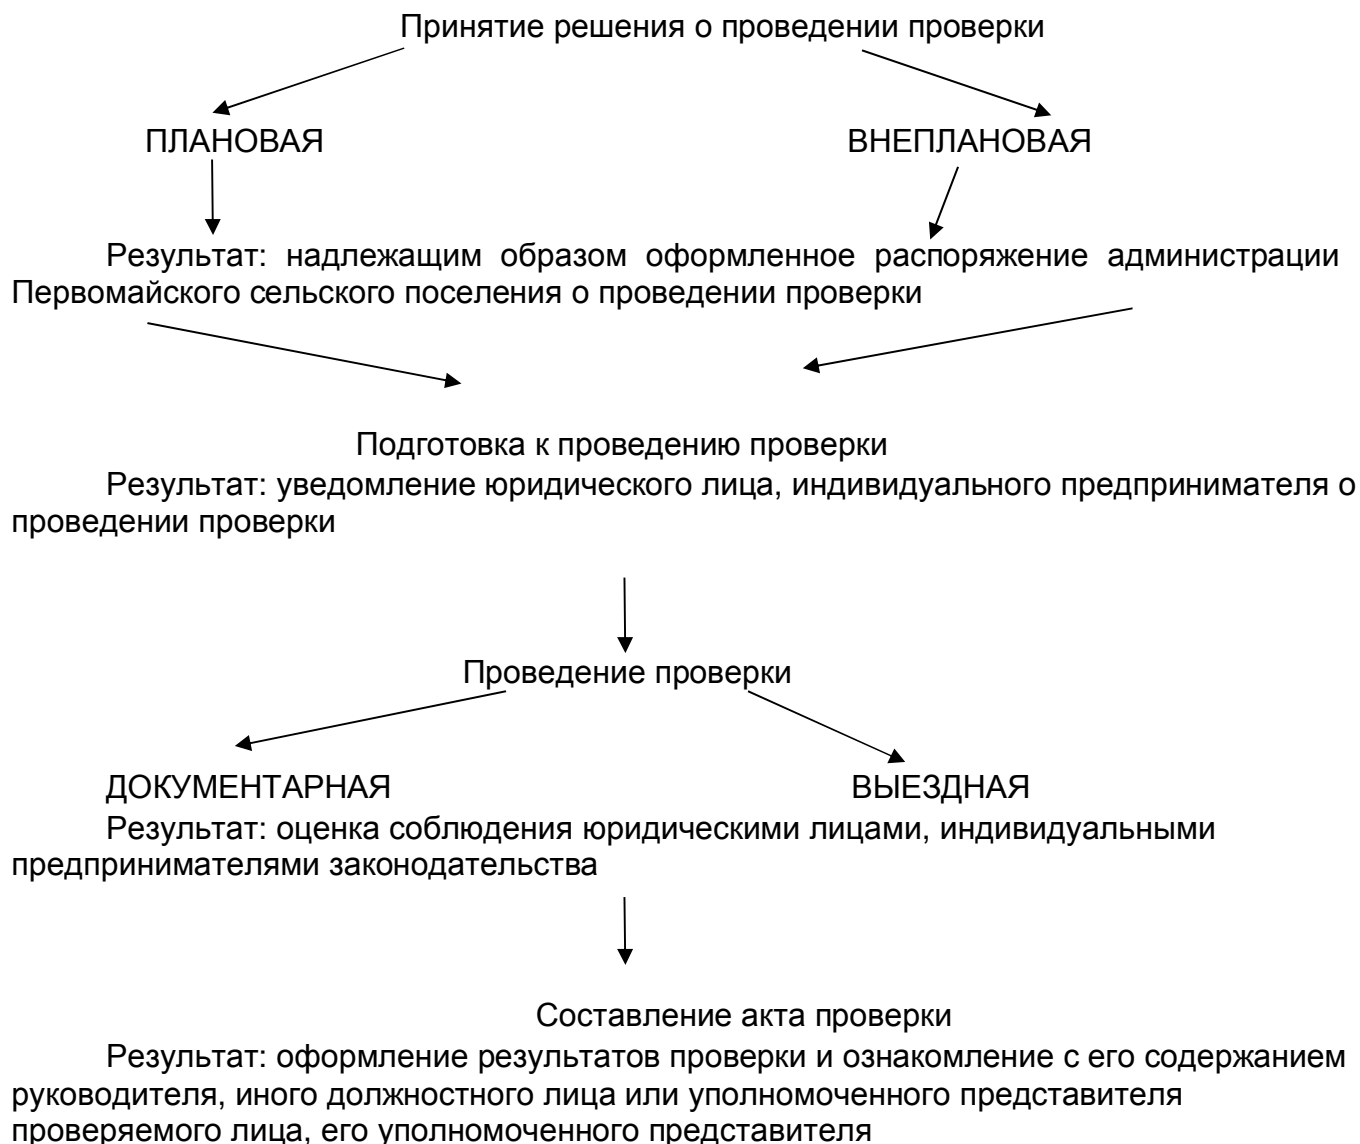 Принятие решения о проведении проверки
ПЛАНОВАЯ ВНЕПЛАНОВАЯ
Результат: надлежащим образом оформленное распоряжение администрации
Первомайского сельского поселения о проведении проверки
Подготовка к проведению проверки
Результат: уведомление юридического лица, индивидуального предпринимателя о
проведении проверки
Проведение проверки
ДОКУМЕНТАРНАЯ ВЫЕЗДНАЯ
Результат: оценка соблюдения юридическими лицами, индивидуальными
предпринимателями законодательства
Составление акта проверки
Результат: оформление результатов проверки и ознакомление с его содержанием
руководителя, иного должностного лица или уполномоченного представителя
проверяемого лица, его уполномоченного представителя